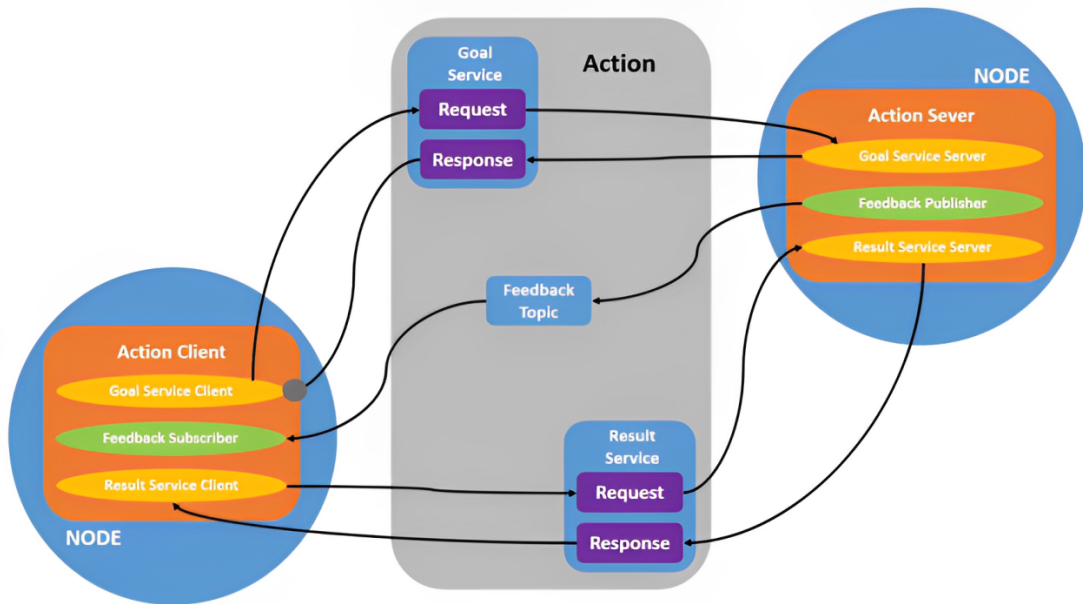 Goal
Service
Request
Response
Action
NODE
Action Sever
Goal Service Server
Feedback Publisher
Result Service Server
Feedback
Topic
Action Client
Goal Service Client
Feedback Subscriber
Result Service Client
NODE
Result
Service
Request
Response